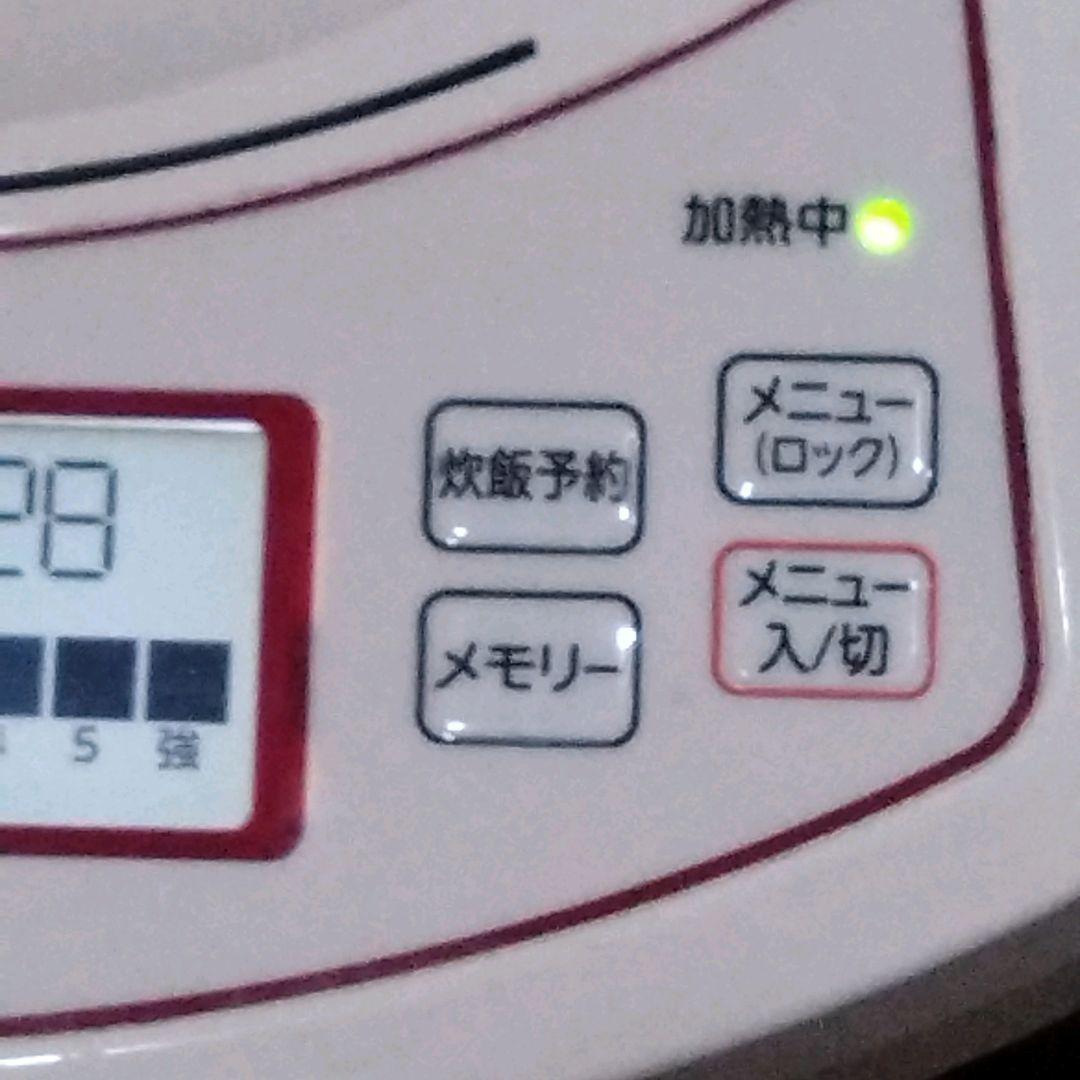 加熱中
メニュー
(ロック)
炊飯予約
28
メニュー
入/切
メモリー
5 強